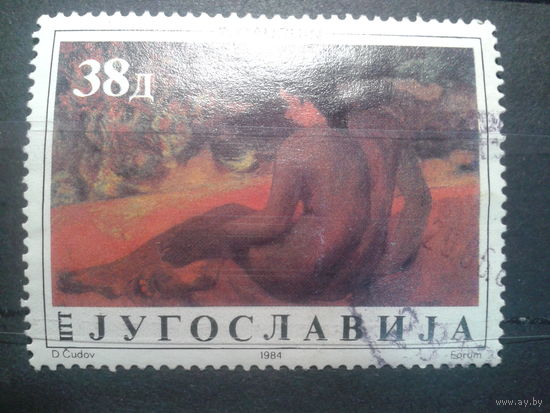 38Д
ПТТ ЈУГОСЛАВИЈА
D Čudov 1984 Forum
www.ay.by